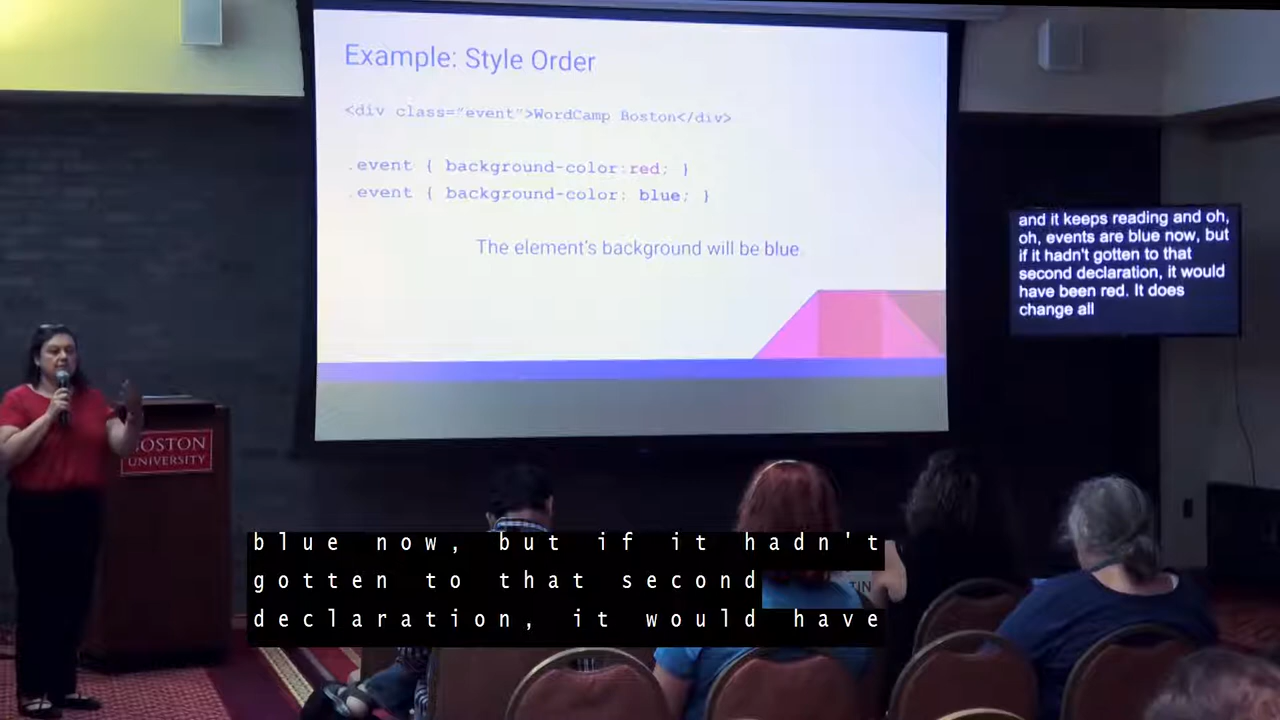 Example: Style Order
<div class="event">WordCamp Boston</div>
.event { background-color:red; }
.event { background-color: blue; }
The element's background will be blue
and it keeps reading and oh,
oh, events are blue now, but
if it hadn't gotten to that
second declaration, it would
have been red. It does
change all
BOSTON
UNIVERSITY
blue now, but if it hadn't
gotten to that second
declaration, it would have